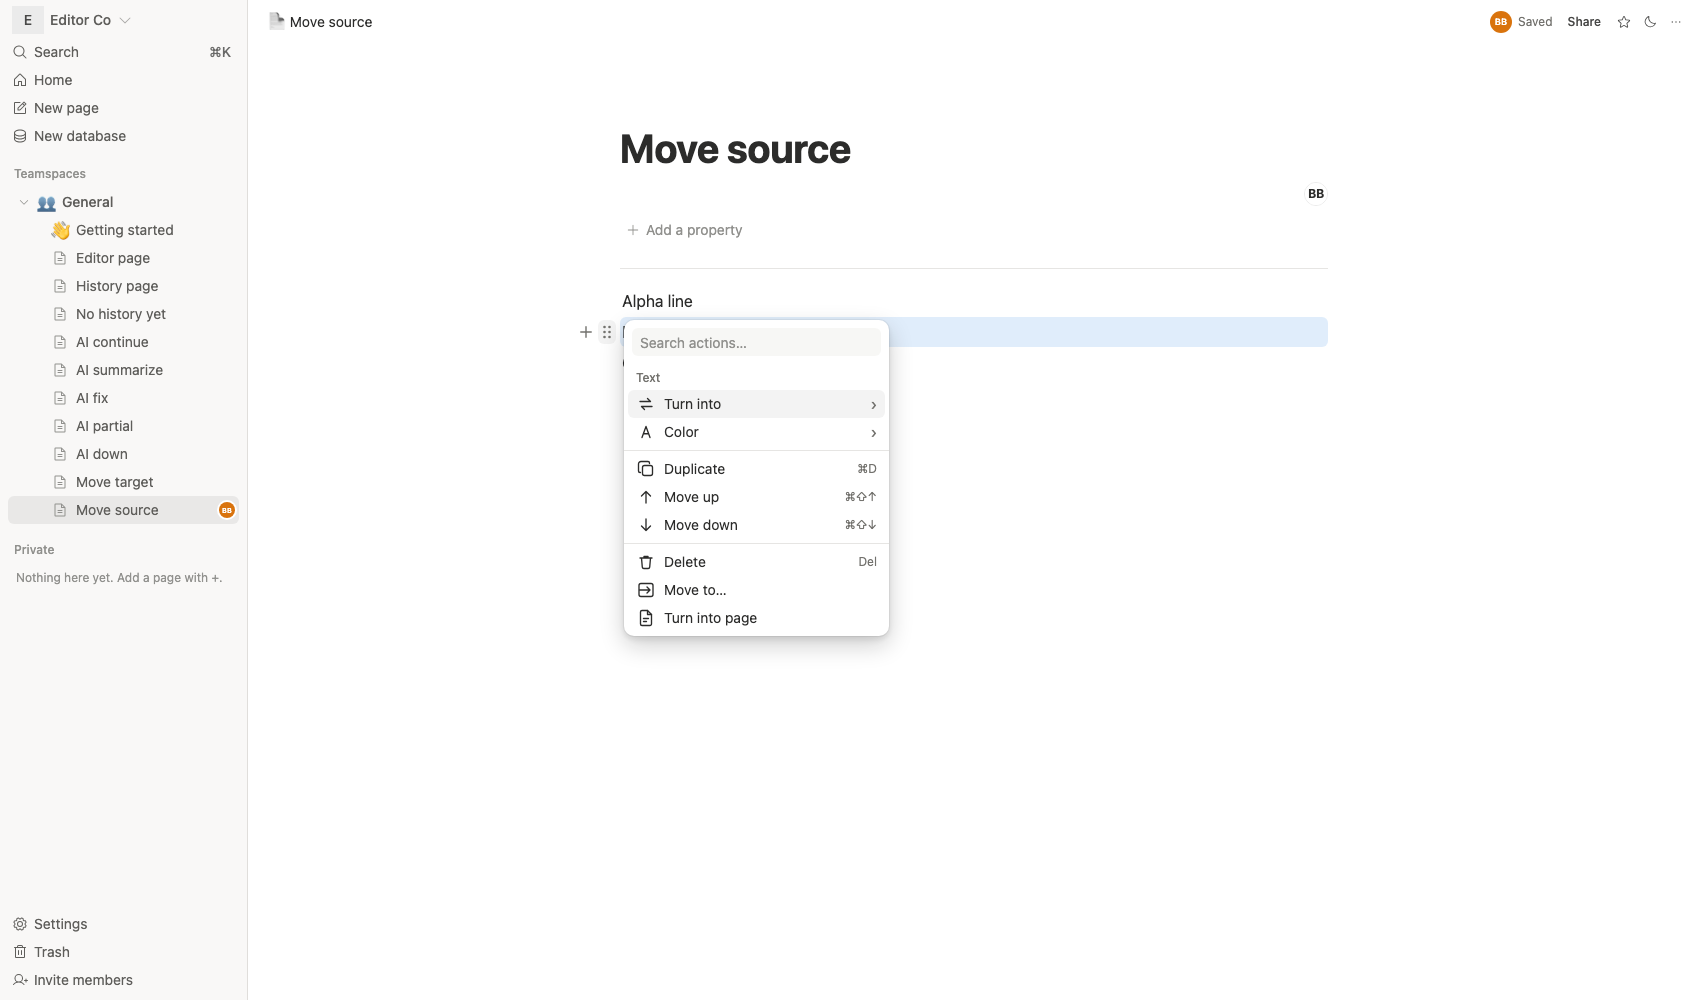 E Editor Co
Search ⌘K
Home
New page
New database
Teamspaces
General
Getting started
Editor page
History page
No history yet
AI continue
AI summarize
AI fix
AI partial
AI down
Move target
Move source BB
Private
Nothing here yet. Add a page with +.
Settings
Trash
Invite members
Move source
BB Saved Share
Move source
BB
Add a property
Alpha line
Search actions...
Text
Turn into
Color
Duplicate ⌘D
Move up ⌘⇧↑
Move down ⌘⇧↓
Delete Del
Move to...
Turn into page